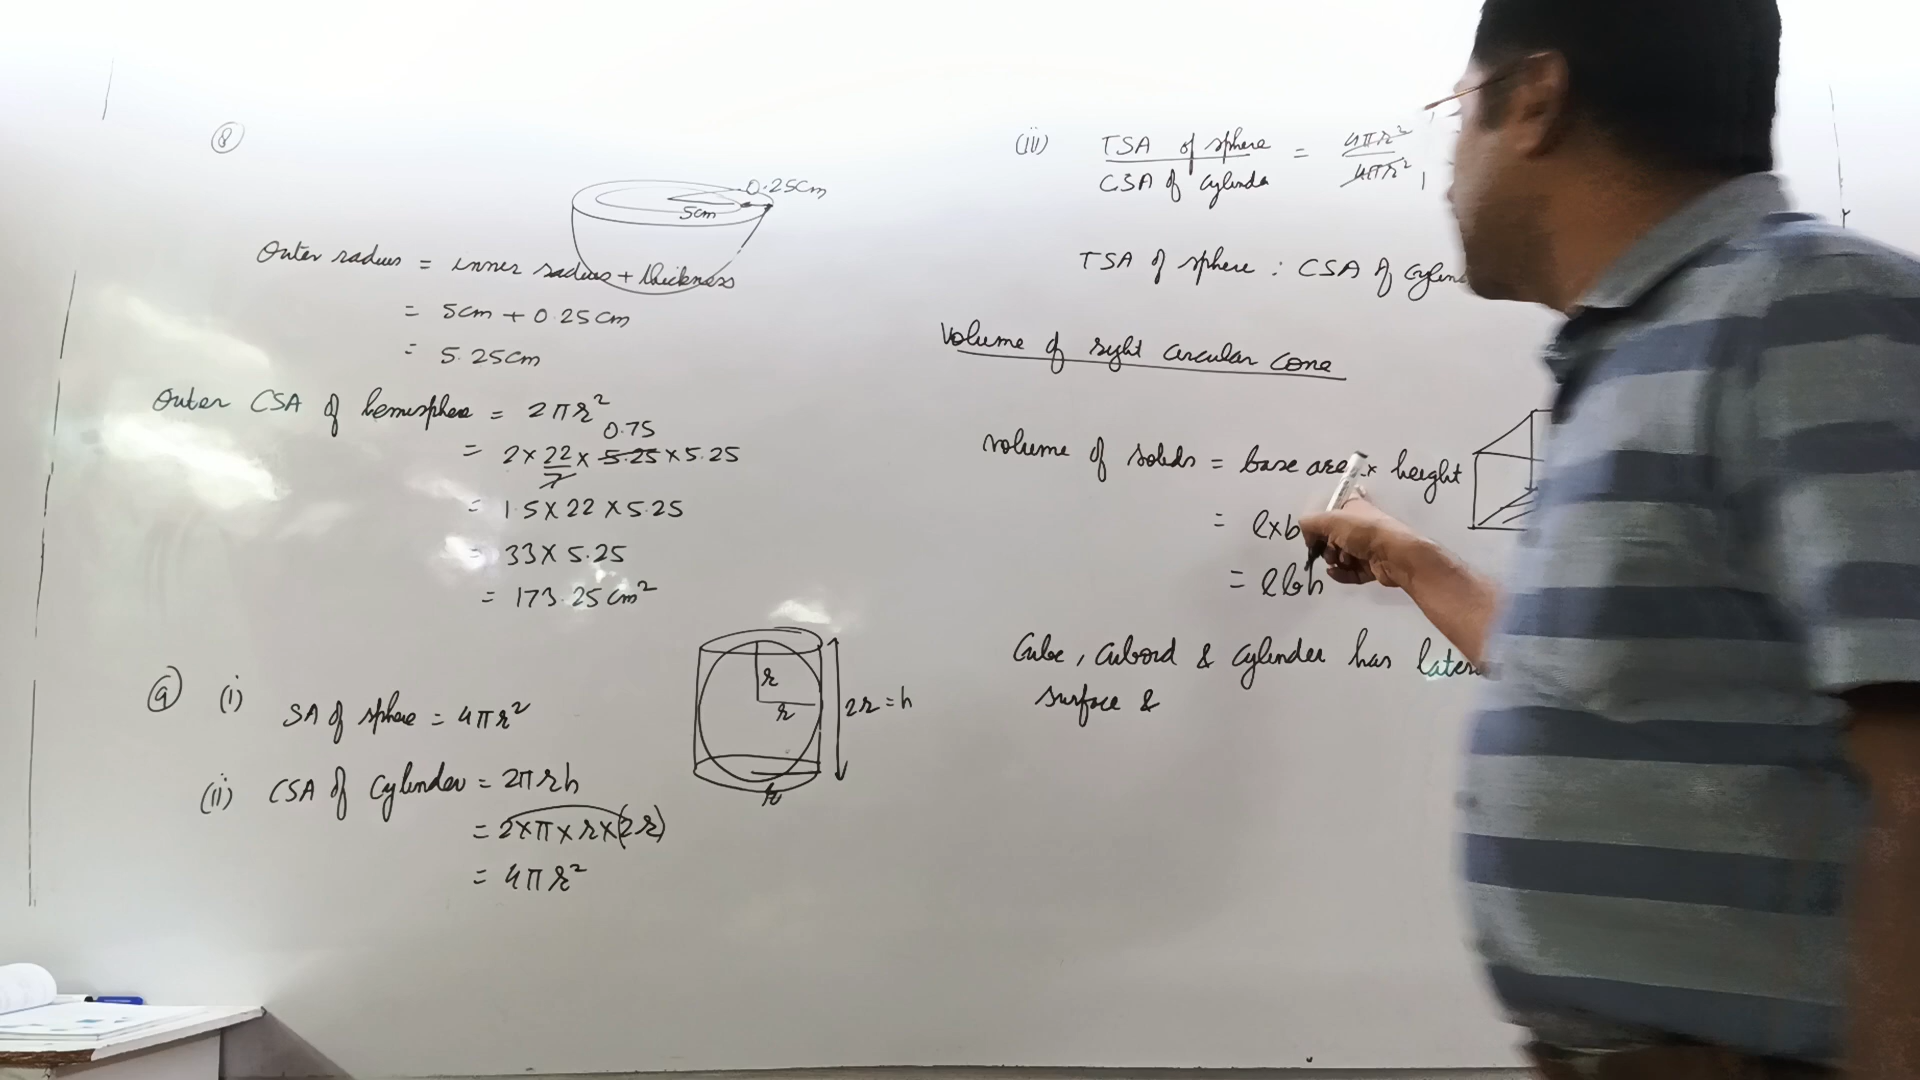 ⑧
0.25cm
5cm
Outer radius = inner radius + thickness
= 5cm + 0.25cm
= 5.25cm
Outer CSA of hemisphere = 2πr²
0.75
= 2 × 22/7 × 5.25 × 5.25
= 1.5 × 22 × 5.25
= 33 × 5.25
= 173.25cm²
⑨ (i) SA of sphere = 4πr²
r
r
2r = h
r
(ii) CSA of Cylinder = 2πrh
= 2×π×r×(2r)
= 4πr²
(iii) TSA of sphere / CSA of cylinder = 4πr² / 4πr²
1
TSA of sphere : CSA of
Volume of right circular cone
volume of solids = base area × height
= l×b
= lbh
Cube, cuboid & cylinder has
surface &